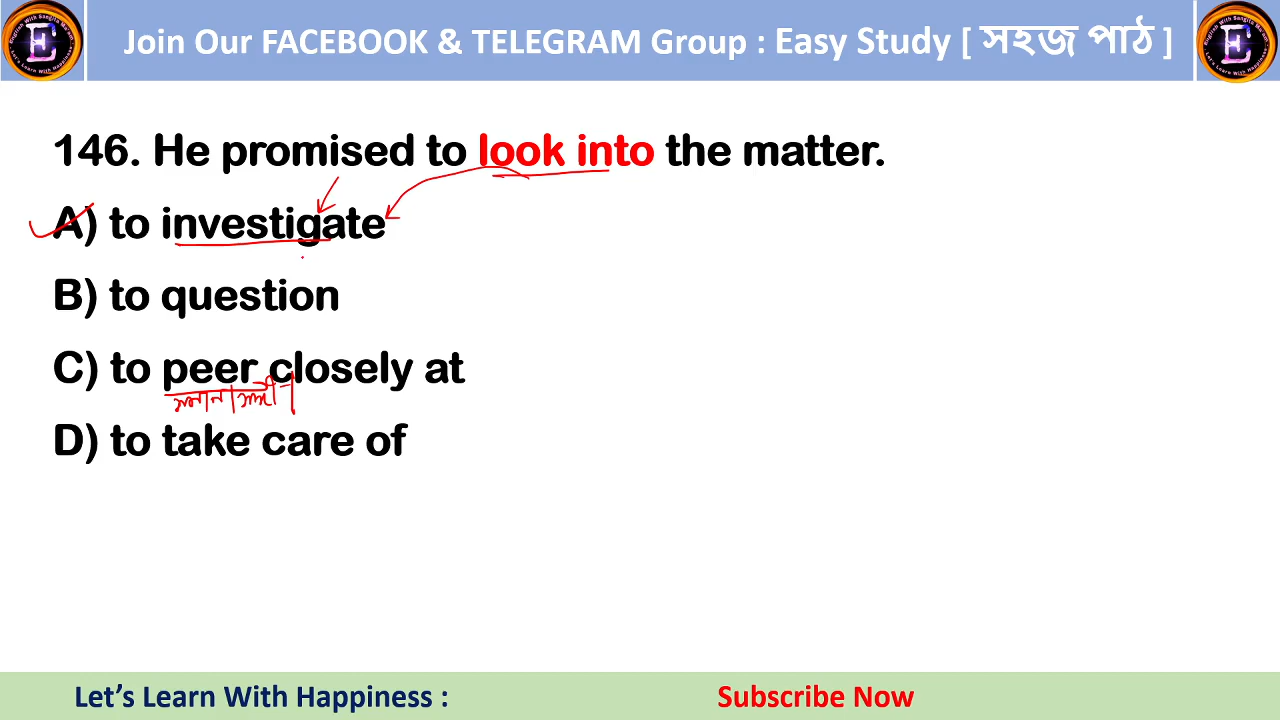 Join Our FACEBOOK & TELEGRAM Group : Easy Study [ সহজ পাঠ ]
146. He promised to look into the matter.
A) to investigate
B) to question
C) to peer closely at
D) to take care of
Let's Learn With Happiness :
Subscribe Now